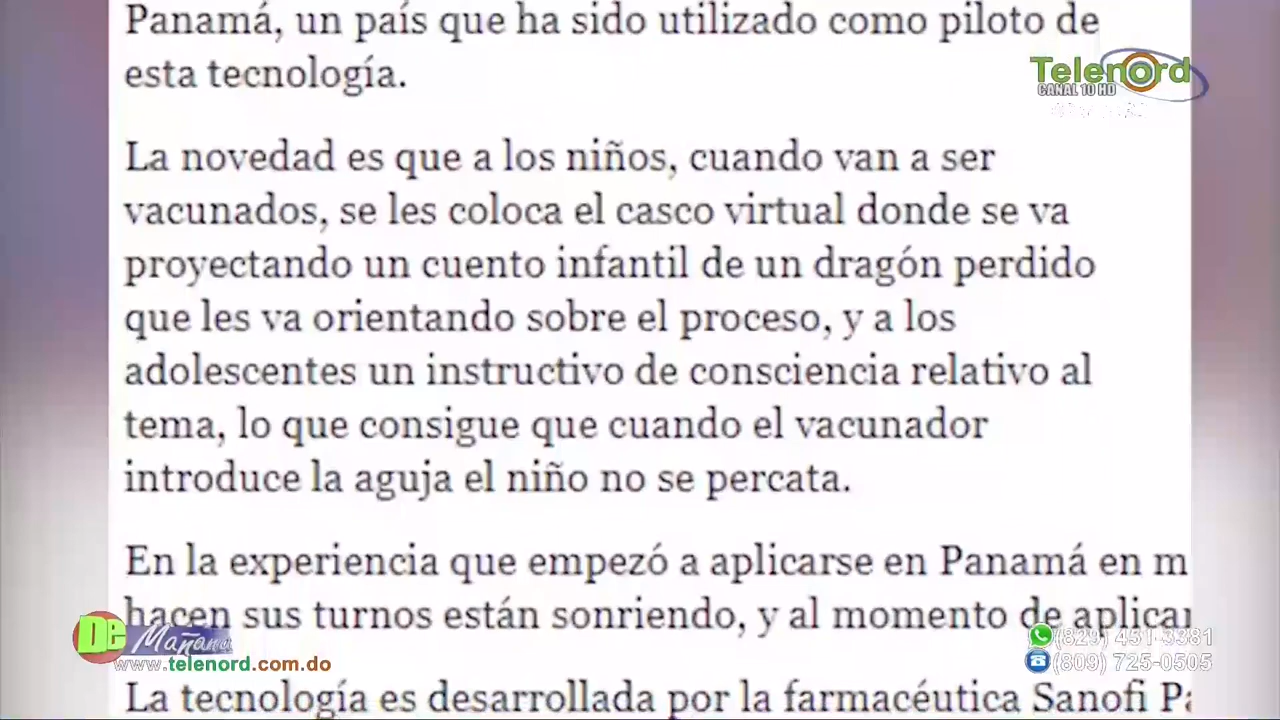 Panamá, un país que ha sido utilizado como piloto de
esta tecnología.
Telenord
CANAL 10 HD
La novedad es que a los niños, cuando van a ser
vacunados, se les coloca el casco virtual donde se va
proyectando un cuento infantil de un dragón perdido
que les va orientando sobre el proceso, y a los
adolescentes un instructivo de consciencia relativo al
tema, lo que consigue que cuando el vacunador
introduce la aguja el niño no se percata.
En la experiencia que empezó a aplicarse en Panamá en m
hacen sus turnos están sonriendo, y al momento de aplicar
De Mañana
(829) 451-3381
www.telenord.com.do
(809) 725-0505
La tecnología es desarrollada por la farmacéutica Sanofi Pa